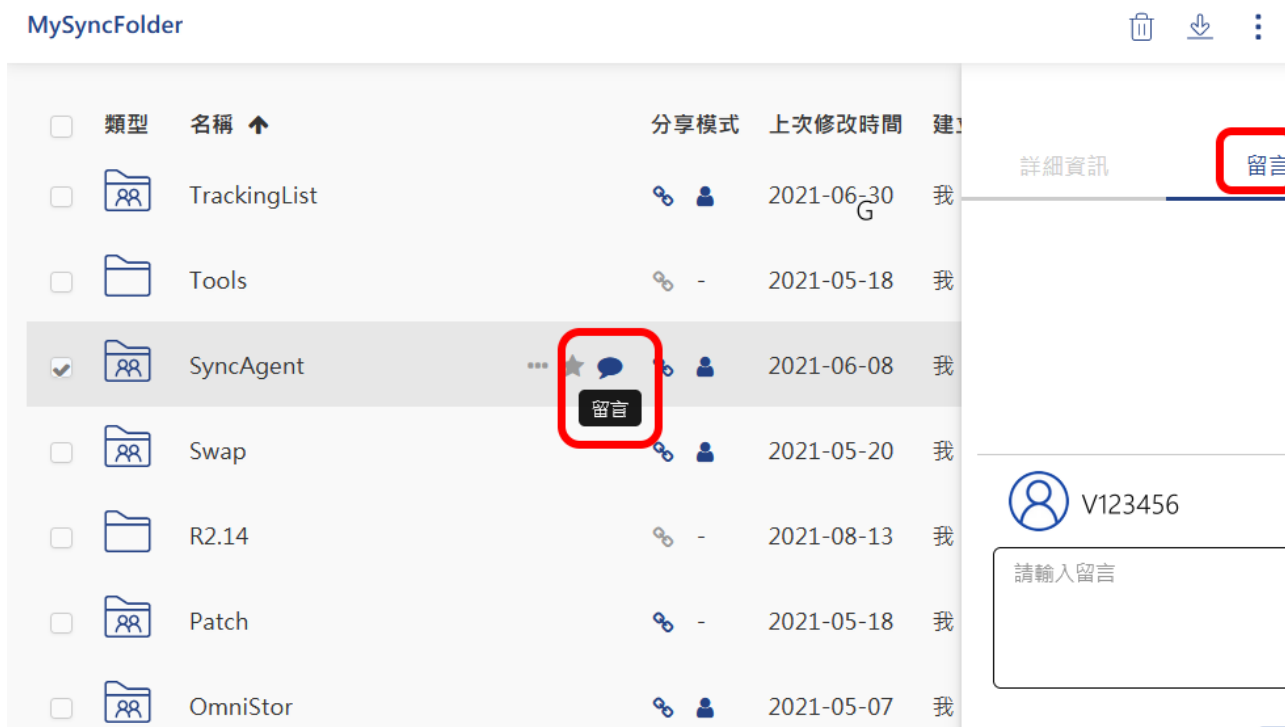 MySyncFolder
類型 名稱 分享模式 上次修改時間
詳細資訊 留言
TrackingList 2021-06-30 我
G
Tools - 2021-05-18 我
SyncAgent 2021-06-08 我
留言
Swap 2021-05-20 我
V123456
R2.14 - 2021-08-13 我
請輸入留言
Patch - 2021-05-18 我
OmniStor 2021-05-07 我